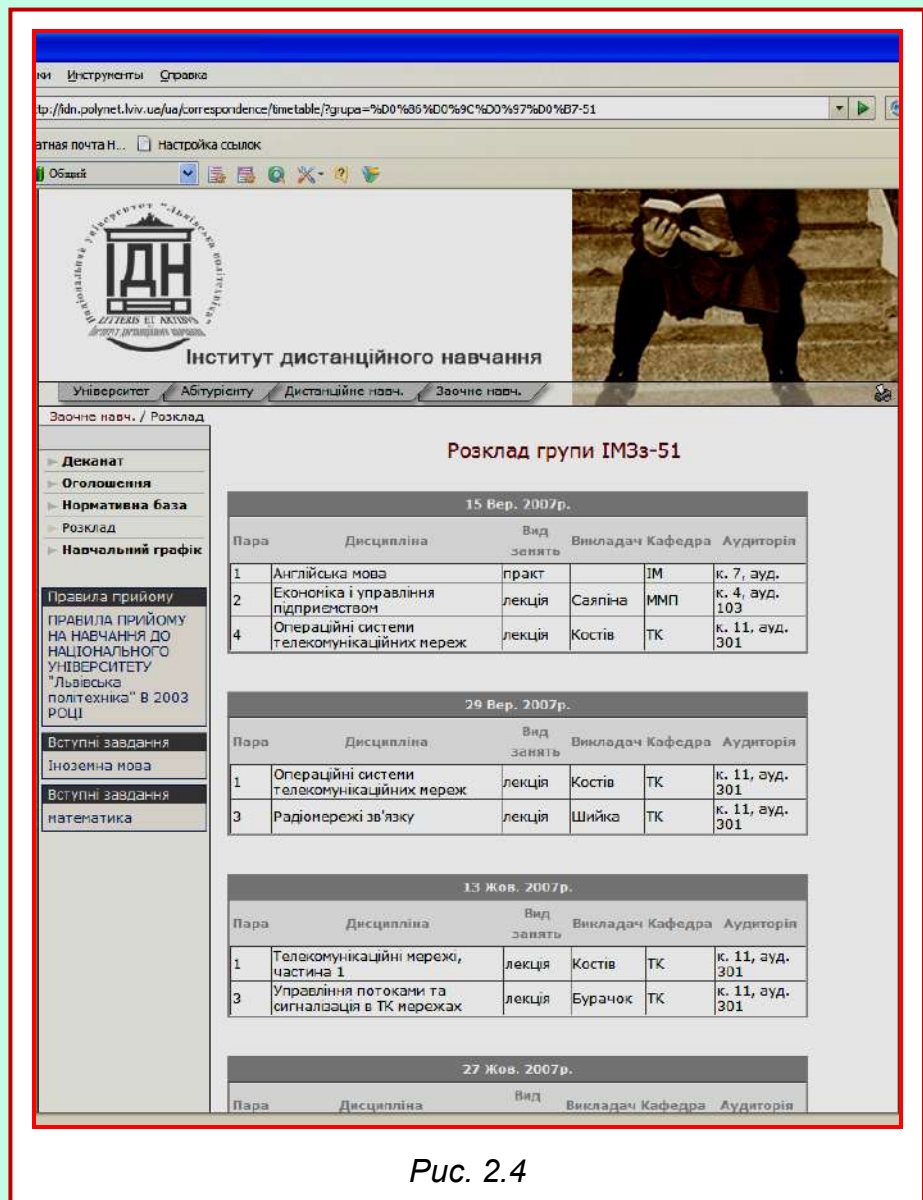 ки Инструменты Справка
tp://idn.polynet.lviv.ua/ua/correspondence/timetable/?grupa=%D0%86%D0%9C%D0%97%D0%B7-51
атная почта H... Настройка ссылок
Общий
Національний університет "Львівська політехніка"
ІДН
LITTERIS ET ARTIBUS
Інститут дистанційного навчання
Університет Абітурієнту Дистанційне навч. Заочне навч.
Заочне навч. / Розклад
Деканат
Оголошення
Нормативна база
Розклад
Навчальний графік
Правила прийому
ПРАВИЛА ПРИЙОМУ
НА НАВЧАННЯ ДО
НАЦІОНАЛЬНОГО
УНІВЕРСИТЕТУ
"Львівська
політехніка" В 2003
РОЦІ
Вступні завдання
Іноземна мова
Вступні завдання
математика
Розклад групи ІМЗз-51
15 Вер. 2007р.
Пара Дисципліна Вид занять Викладач Кафедра Аудиторія
1 Англійська мова практ ІМ к. 7, ауд.
2 Економіка і управління підприємством лекція Саяпіна ММП к. 4, ауд. 103
4 Операційні системи телекомунікаційних мереж лекція Костів ТК к. 11, ауд. 301
29 Вер. 2007р.
Пара Дисципліна Вид занять Викладач Кафедра Аудиторія
1 Операційні системи телекомунікаційних мереж лекція Костів ТК к. 11, ауд. 301
3 Радіомережі зв'язку лекція Шийка ТК к. 11, ауд. 301
13 Жов. 2007р.
Пара Дисципліна Вид занять Викладач Кафедра Аудиторія
1 Телекомунікаційні мережі, частина 1 лекція Костів ТК к. 11, ауд. 301
3 Управління потоками та сигналізація в ТК мережах лекція Бурачок ТК к. 11, ауд. 301
27 Жов. 2007р.
Пара Дисципліна Вид Викладач Кафедра Аудиторія
Рис. 2.4